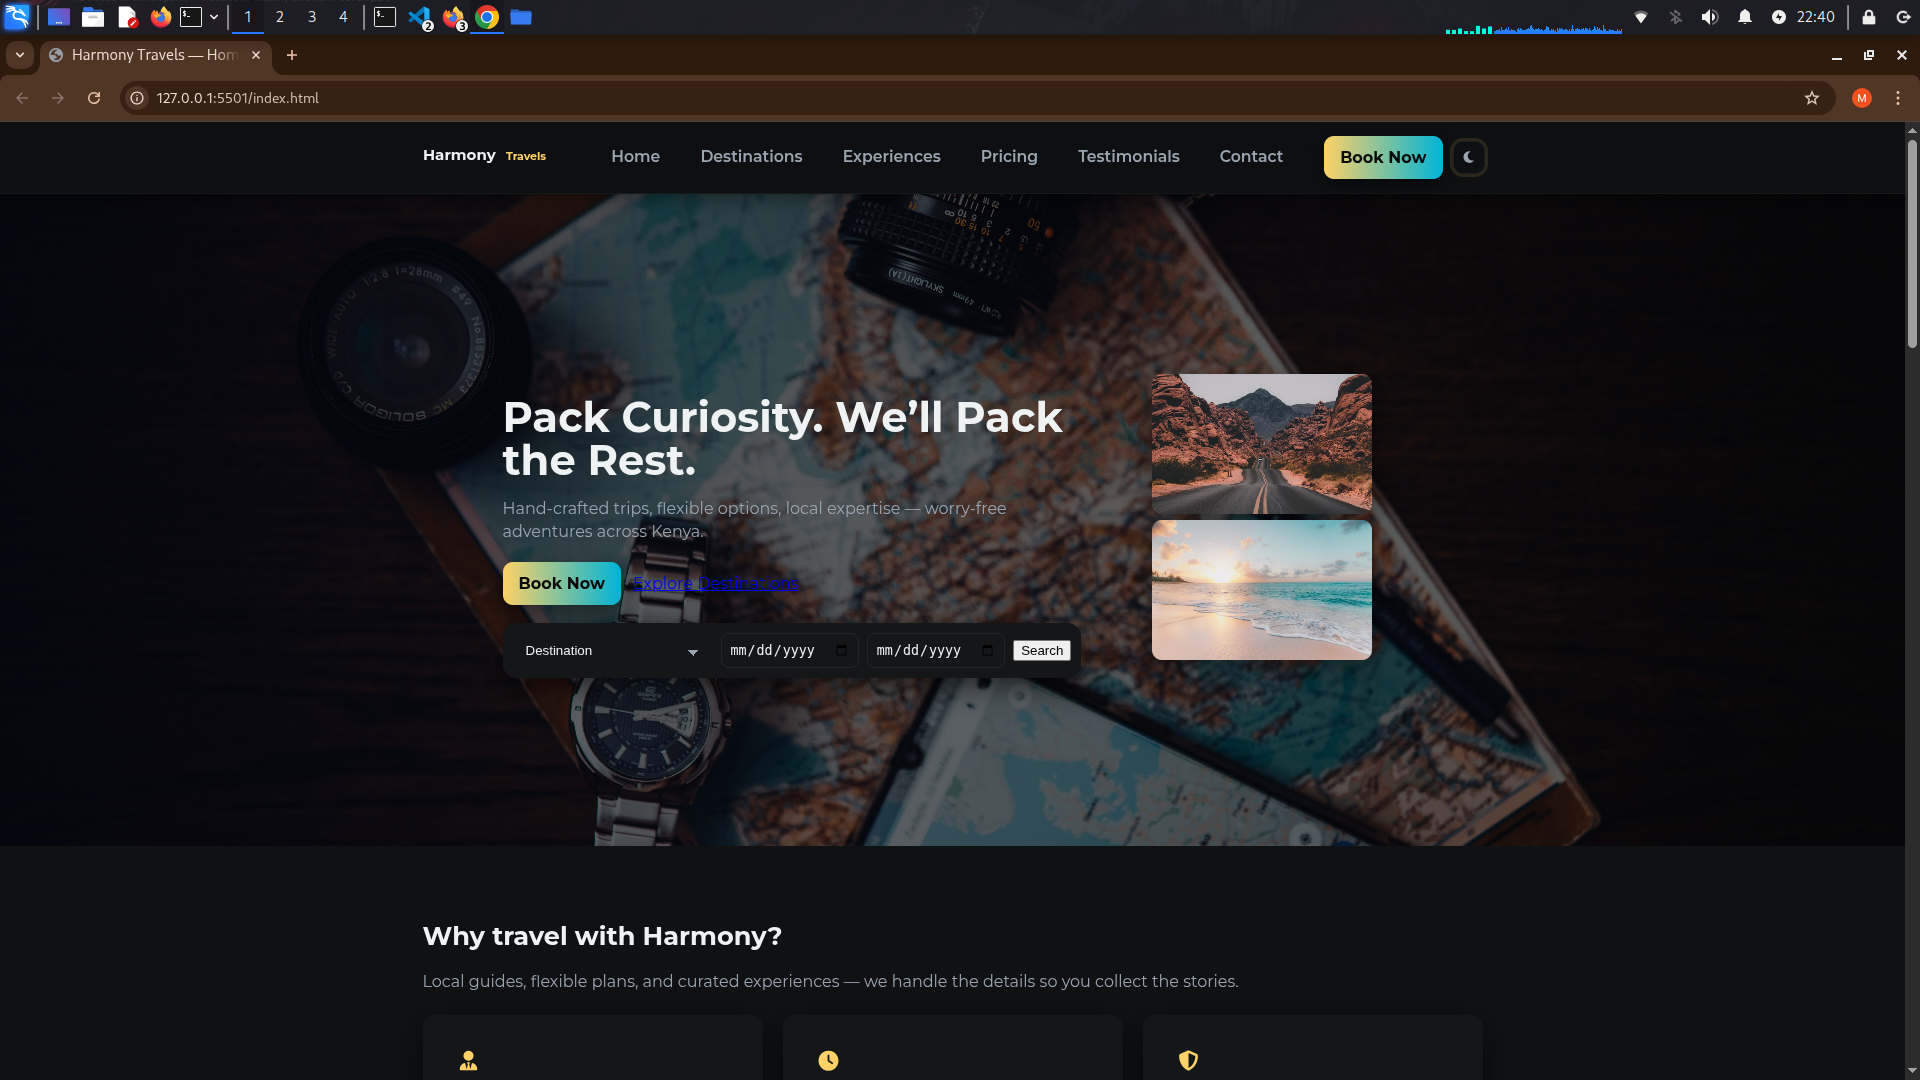 1 2 3 4
2
3
22:40
Harmony Travels — Hom
127.0.0.1:5501/index.html
M
Harmony Travels
Home
Destinations
Experiences
Pricing
Testimonials
Contact
Book Now
Pack Curiosity. We’ll Pack
the Rest.
Hand-crafted trips, flexible options, local expertise — worry-free
adventures across Kenya.
Book Now
Explore Destinations
Destination
mm/dd/yyyy
mm/dd/yyyy
Search
Why travel with Harmony?
Local guides, flexible plans, and curated experiences — we handle the details so you collect the stories.